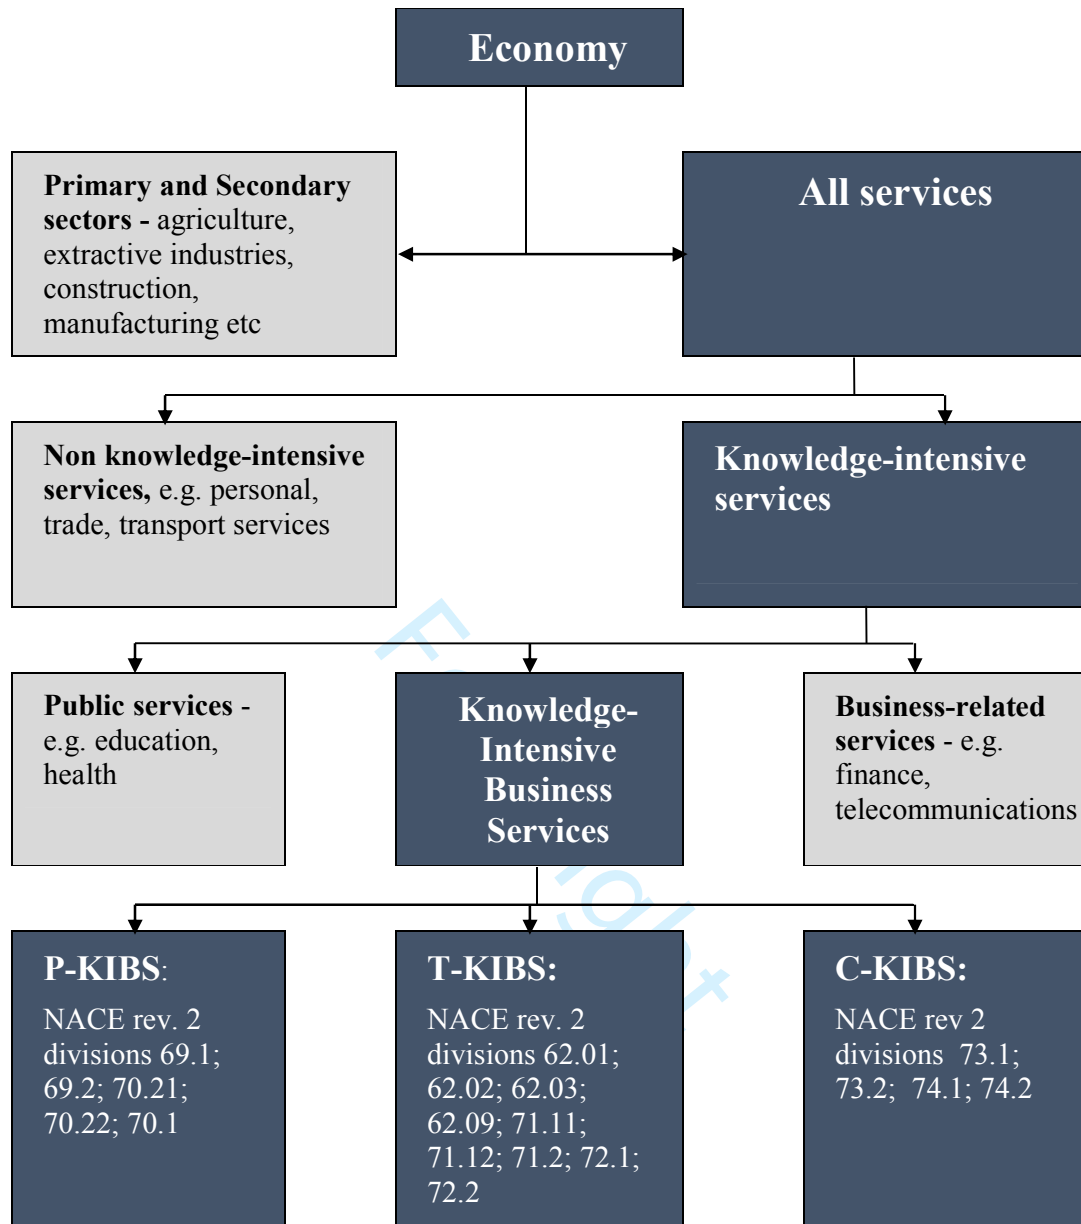 Economy
Primary and Secondary
sectors - agriculture,
extractive industries,
construction,
manufacturing etc
All services
Non knowledge-intensive
services, e.g. personal,
trade, transport services
Knowledge-intensive
services
Public services -
e.g. education,
health
Knowledge-
Intensive
Business
Services
Business-related
services - e.g.
finance,
telecommunications
P-KIBS:
NACE rev. 2
divisions 69.1;
69.2; 70.21;
70.22; 70.1
T-KIBS:
NACE rev. 2
divisions 62.01;
62.02; 62.03;
62.09; 71.11;
71.12; 71.2; 72.1;
72.2
C-KIBS:
NACE rev 2
divisions  73.1;
73.2;  74.1; 74.2